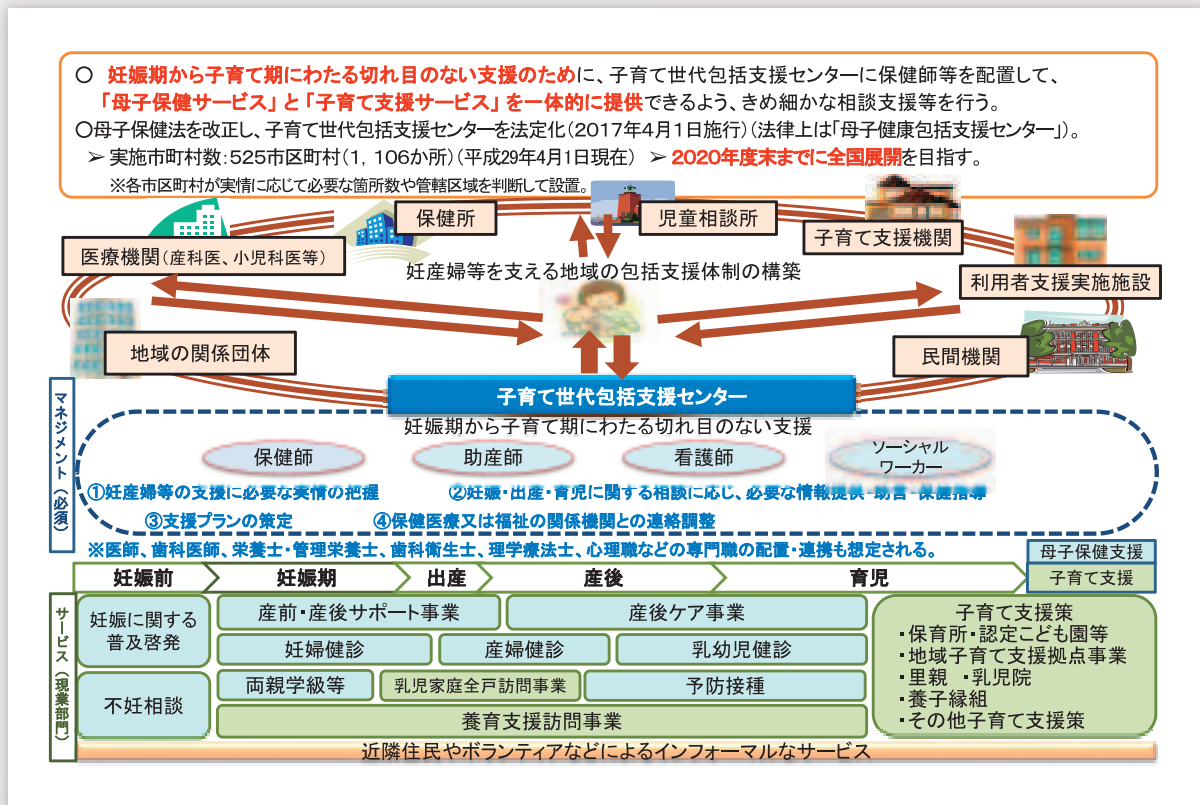 ○ 妊娠期から子育て期にわたる切れ目のない支援のために、子育て世代包括支援センターに保健師等を配置して、
「母子保健サービス」と「子育て支援サービス」を一体的に提供できるよう、きめ細かな相談支援等を行う。
○母子保健法を改正し、子育て世代包括支援センターを法定化(2017年4月1日施行)(法律上は「母子健康包括支援センター」)。
➢ 実施市町村数:525市区町村(1,106か所)(平成29年4月1日現在) ➢ 2020年度末までに全国展開を目指す。
※各市区町村が実情に応じて必要な箇所数や管轄区域を判断して設置。
保健所
児童相談所
子育て支援機関
医療機関(産科医、小児科医等)
妊産婦等を支える地域の包括支援体制の構築
利用者支援実施施設
地域の関係団体
民間機関
子育て世代包括支援センター
マネジメント(必須)
妊娠期から子育て期にわたる切れ目のない支援
保健師
助産師
看護師
ソーシャル
ワーカー
①妊産婦等の支援に必要な実情の把握
②妊娠・出産・育児に関する相談に応じ、必要な情報提供・助言・保健指導
③支援プランの策定
④保健医療又は福祉の関係機関との連絡調整
※医師、歯科医師、栄養士・管理栄養士、歯科衛生士、理学療法士、心理職などの専門職の配置・連携も想定される。
母子保健支援
子育て支援
妊娠前
妊娠期
出産
産後
育児
サービス(現業部門)
妊娠に関する
普及啓発
不妊相談
産前・産後サポート事業
産後ケア事業
妊婦健診
産婦健診
乳幼児健診
両親学級等
乳児家庭全戸訪問事業
予防接種
養育支援訪問事業
子育て支援策
・保育所・認定こども園等
・地域子育て支援拠点事業
・里親 ・乳児院
・養子縁組
・その他子育て支援策
近隣住民やボランティアなどによるインフォーマルなサービス